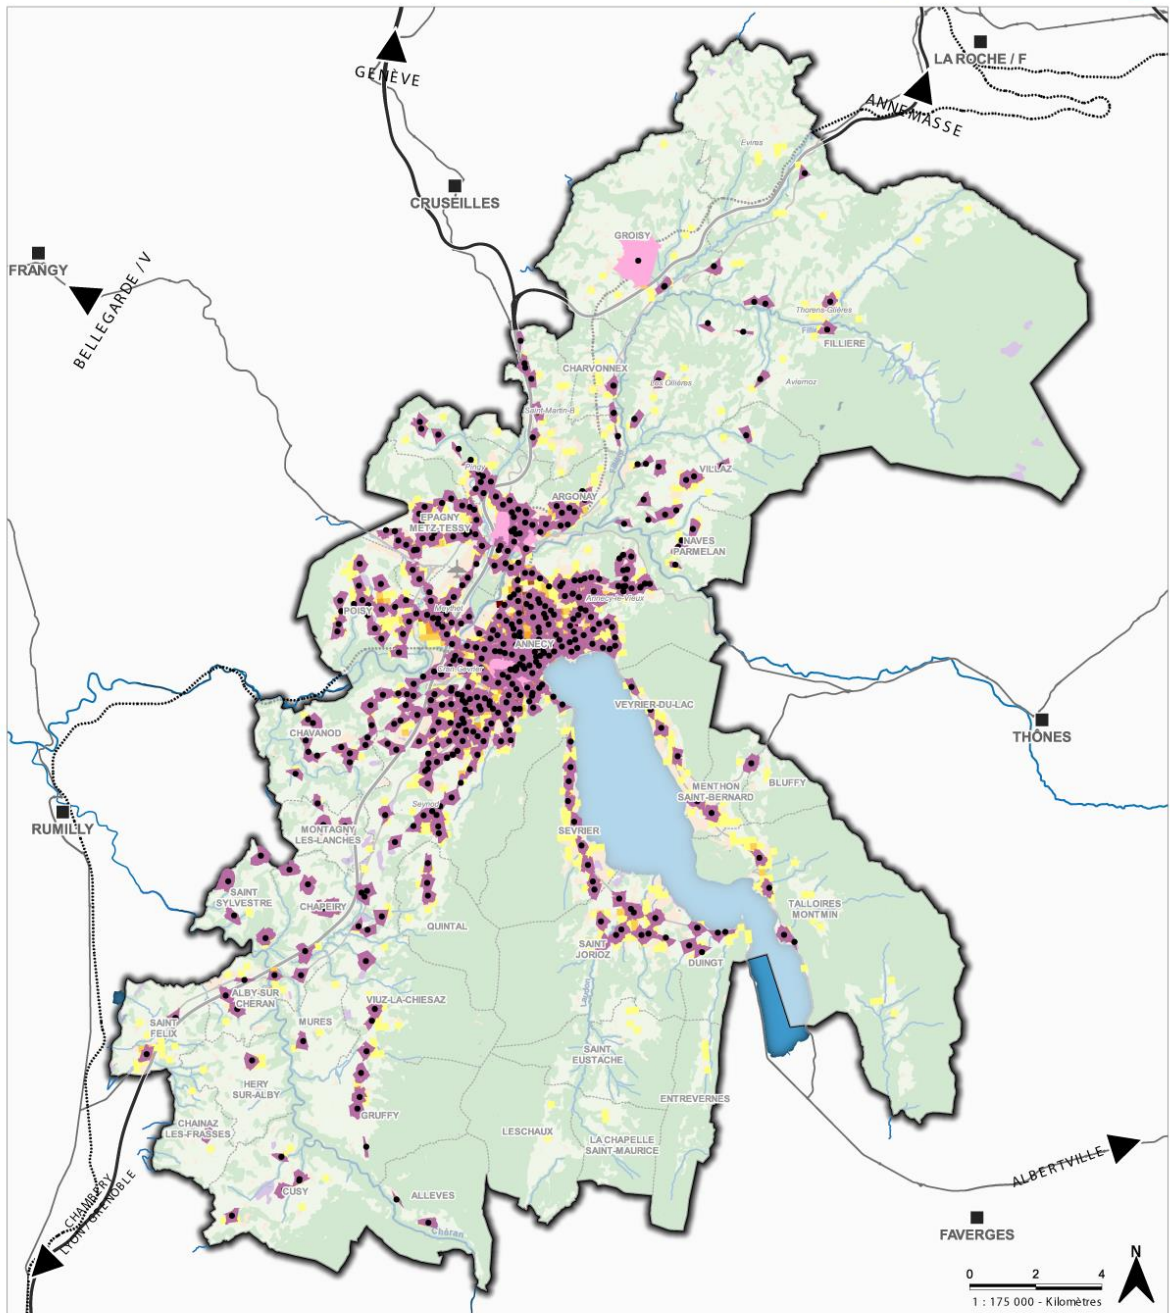 LA ROCHE / F
GENÈVE
ANNEMASSE
Evires
CRUSEILLES
GROISY
FRANGY
BELLEGARDE /V
Thorens-Glières
FILLIERE
CHARVONNEX
Les Ollières
Aviernoz
Saint-Martin-B
Pringy
VILLAZ
ARGONAY
EPAGNY
METZ-TESSY
NAVES
PARMELAN
Annecy-le-Vieux
POISY
Meythet
ANNECY
Cran-Gevrier
VEYRIER-DU-LAC
CHAVANOD
THÔNES
BLUFFY
MENTHON
SAINT-BERNARD
Seynod
RUMILLY
MONTAGNY
LES-LANCHES
SEVRIER
SAINT
SYLVESTRE
CHAPEIRY
TALLOIRES
MONTMIN
QUINTAL
SAINT
JORIOZ
DUINGT
ALBY-SUR
CHERAN
VIUZ-LA-CHIESAZ
Laudon
SAINT
FELIX
MURES
SAINT
EUSTACHE
HERY
SUR-ALBY
ENTREVERNES
GRUFFY
CHAINAZ
LES-FRASSES
LESCHAUX
LA CHAPELLE
SAINT-MAURICE
ALBERTVILLE
CHAMBERY
LYON / GRENOBLE
CUSY
ALLEVES
Chéran
FAVERGES
N
0 2 4
1 : 175 000 - Kilomètres